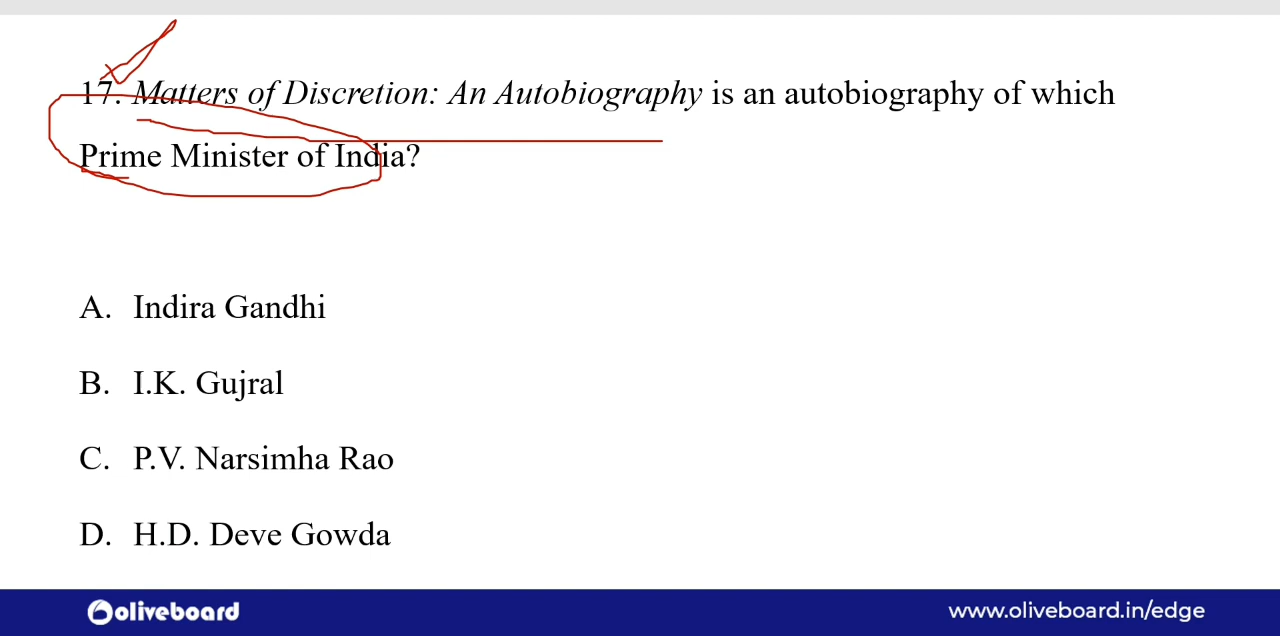 17. Matters of Discretion: An Autobiography is an autobiography of which
Prime Minister of India?
A. Indira Gandhi
B. I.K. Gujral
C. P.V. Narsimha Rao
D. H.D. Deve Gowda
oliveboard
www.oliveboard.in/edge